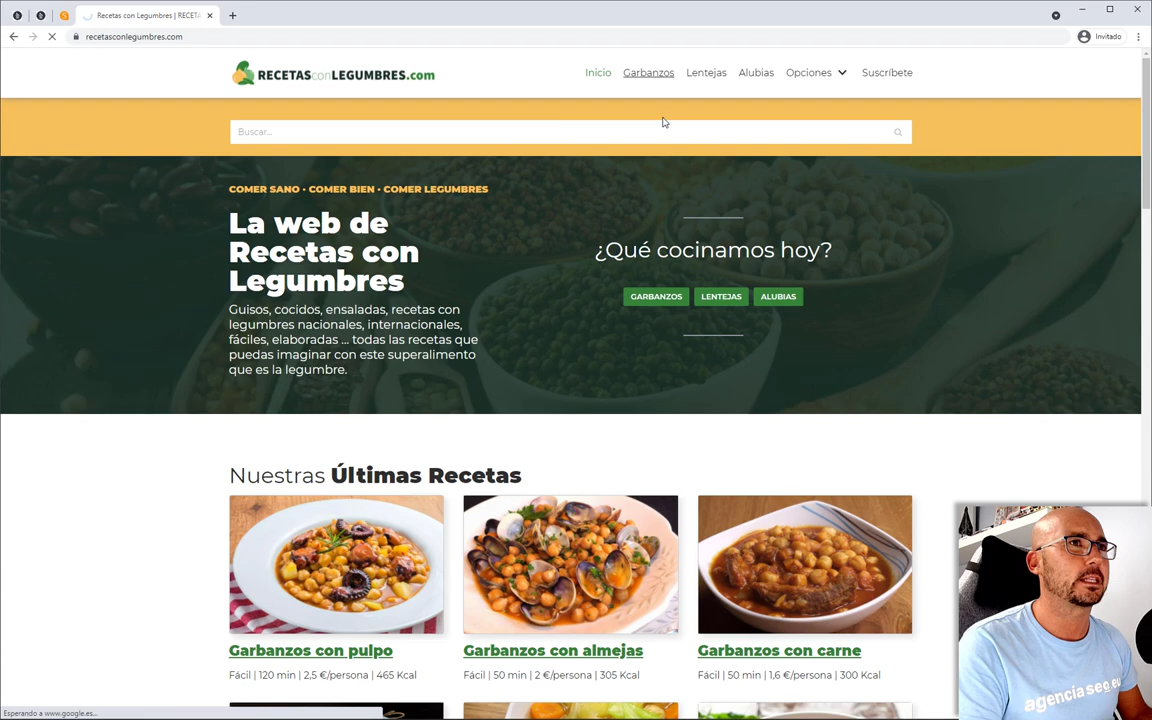 Recetas con Legumbres | RECETA
recetasconlegumbres.com
Invitado
RECETASconLEGUMBRES.com
Inicio Garbanzos Lentejas Alubias Opciones Suscríbete
Buscar...
COMER SANO · COMER BIEN · COMER LEGUMBRES
La web de
Recetas con
Legumbres
Guisos, cocidos, ensaladas, recetas con
legumbres nacionales, internacionales,
fáciles, elaboradas ... todas las recetas que
puedas imaginar con este superalimento
que es la legumbre.
¿Qué cocinamos hoy?
GARBANZOS LENTEJAS ALUBIAS
Nuestras Últimas Recetas
Garbanzos con pulpo
Fácil | 120 min | 2,5 €/persona | 465 Kcal
Garbanzos con almejas
Fácil | 50 min | 2 €/persona | 305 Kcal
Garbanzos con carne
Fácil | 50 min | 1,6 €/persona | 300 Kcal
Esperando a www.google.es...
agenciaseo.eu